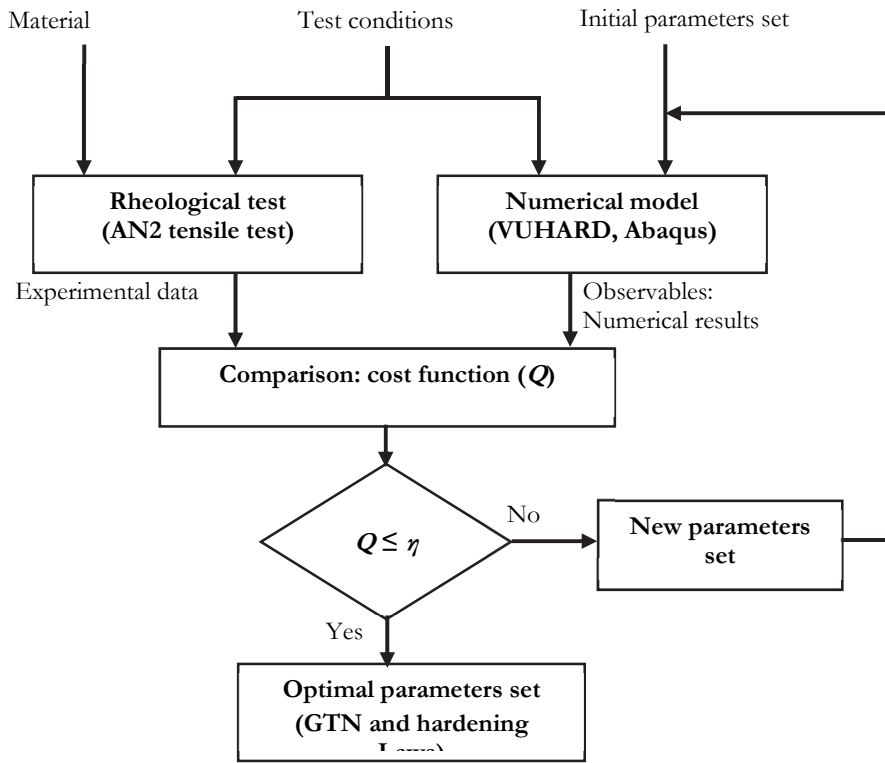 Material
Test conditions
Initial parameters set
Rheological test
(AN2 tensile test)
Numerical model
(VUHARD, Abaqus)
Experimental data
Observables:
Numerical results
Comparison: cost function (Q)
Q ≤ η
No
New parameters
set
Yes
Optimal parameters set
(GTN and hardening
Laws)